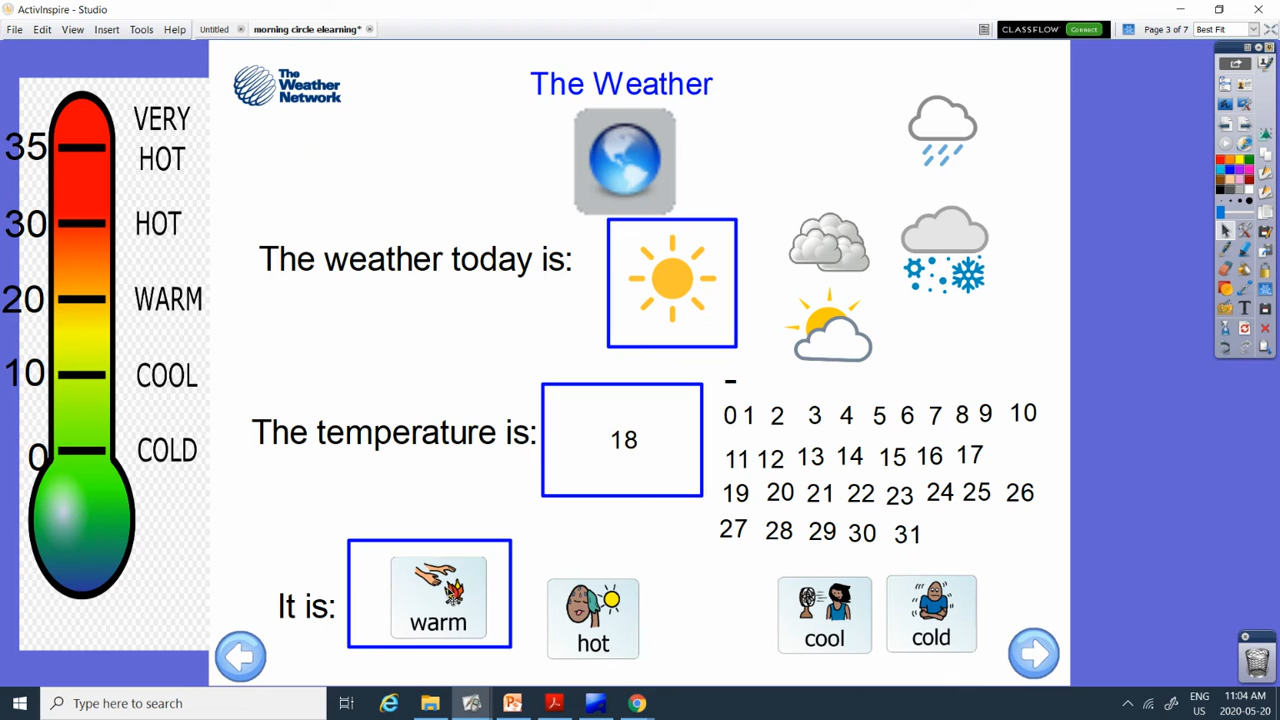 ActivInspire - Studio
File Edit View Insert Tools Help
Untitled
morning circle elearning*
CLASSFLOW Connect
Page 3 of 7
Best Fit
The Weather Network
The Weather
35
VERY HOT
30
HOT
20
WARM
10
COOL
0
COLD
The weather today is:
The temperature is:
18
-
0 1 2 3 4 5 6 7 8 9 10
11 12 13 14 15 16 17
19 20 21 22 23 24 25 26
27 28 29 30 31
It is:
warm
hot
cool
cold
Type here to search
ENG
US
11:04 AM
2020-05-20